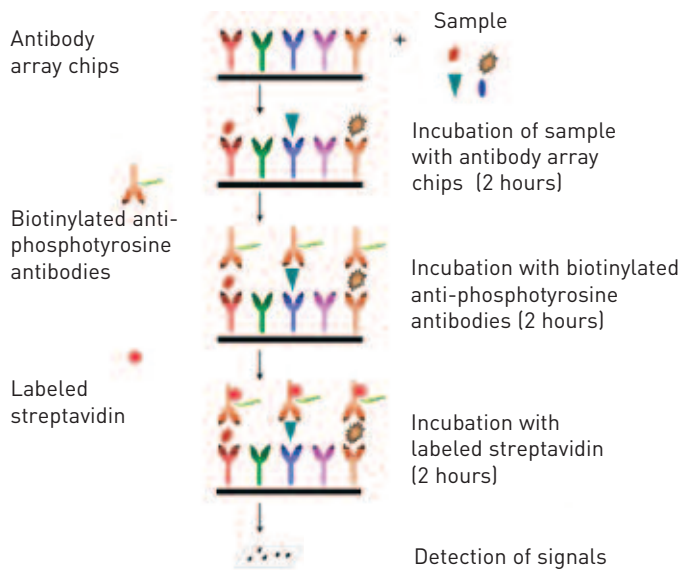 Antibody
array chips
+
Sample
Incubation of sample
with antibody array
chips (2 hours)
Biotinylated anti-
phosphotyrosine
antibodies
Incubation with biotinylated
anti-phosphotyrosine
antibodies (2 hours)
Labeled
streptavidin
Incubation with
labeled streptavidin
(2 hours)
Detection of signals